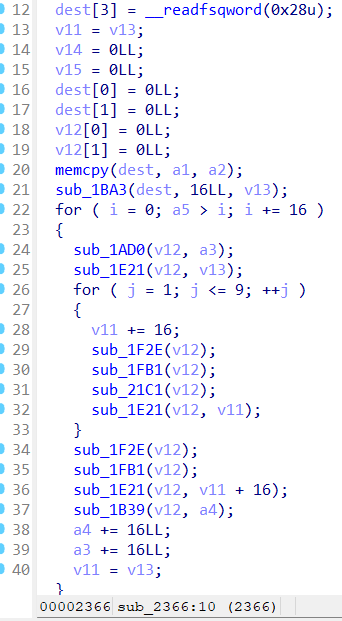 12 dest[3] = __readfsqword(0x28u);
13 v11 = v13;
14 v14 = 0LL;
15 v15 = 0LL;
16 dest[0] = 0LL;
17 dest[1] = 0LL;
18 v12[0] = 0LL;
19 v12[1] = 0LL;
20 memcpy(dest, a1, a2);
21 sub_1BA3(dest, 16LL, v13);
22 for ( i = 0; a5 > i; i += 16 )
23 {
24 sub_1AD0(v12, a3);
25 sub_1E21(v12, v13);
26 for ( j = 1; j <= 9; ++j )
27 {
28 v11 += 16;
29 sub_1F2E(v12);
30 sub_1FB1(v12);
31 sub_21C1(v12);
32 sub_1E21(v12, v11);
33 }
34 sub_1F2E(v12);
35 sub_1FB1(v12);
36 sub_1E21(v12, v11 + 16);
37 sub_1B39(v12, a4);
38 a4 += 16LL;
39 a3 += 16LL;
40 v11 = v13;
}
00002366 sub_2366:10 (2366)